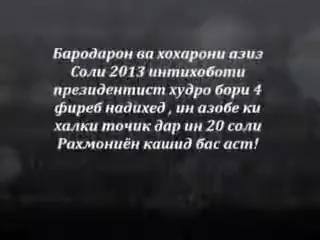 Бародарон ва хохарони азиз
Соли 2013 интихоботи
президентист худро бори 4
фиреб надихед , ин азобе ки
халки точик дар ин 20 соли
Рахмониён кашид бас аст!